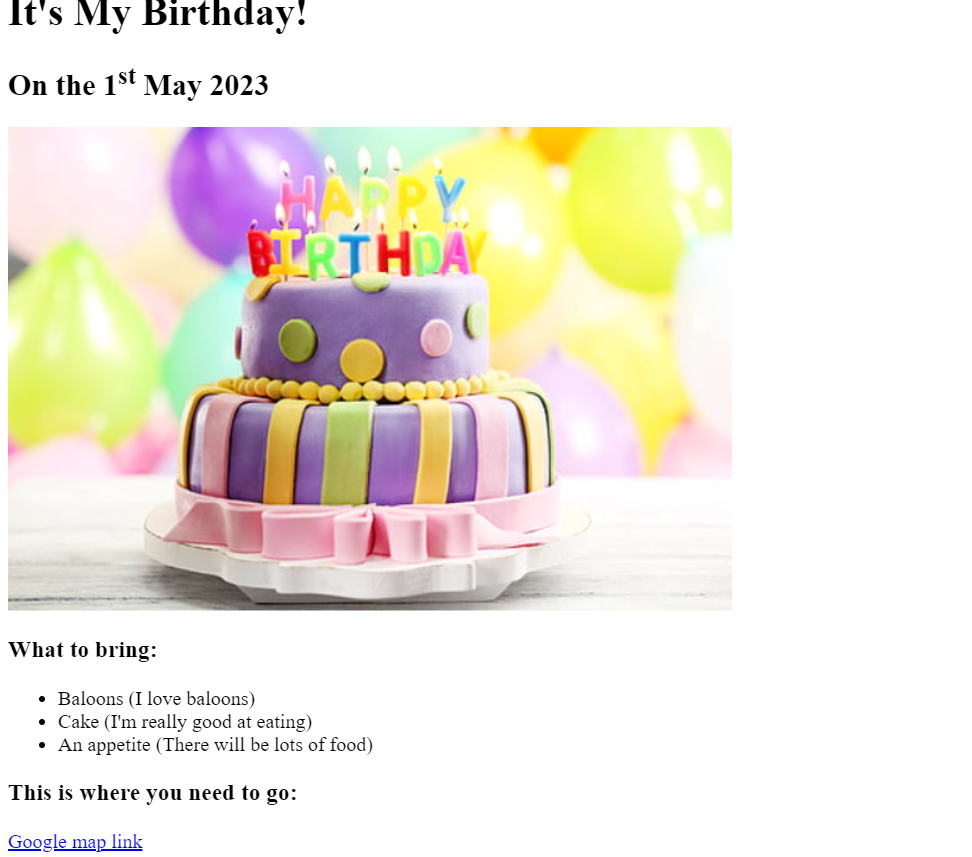 It's My Birthday!
On the 1st May 2023
HAPPY
BIRTHDAY
What to bring:
Baloons (I love baloons)
Cake (I'm really good at eating)
An appetite (There will be lots of food)
This is where you need to go:
Google map link